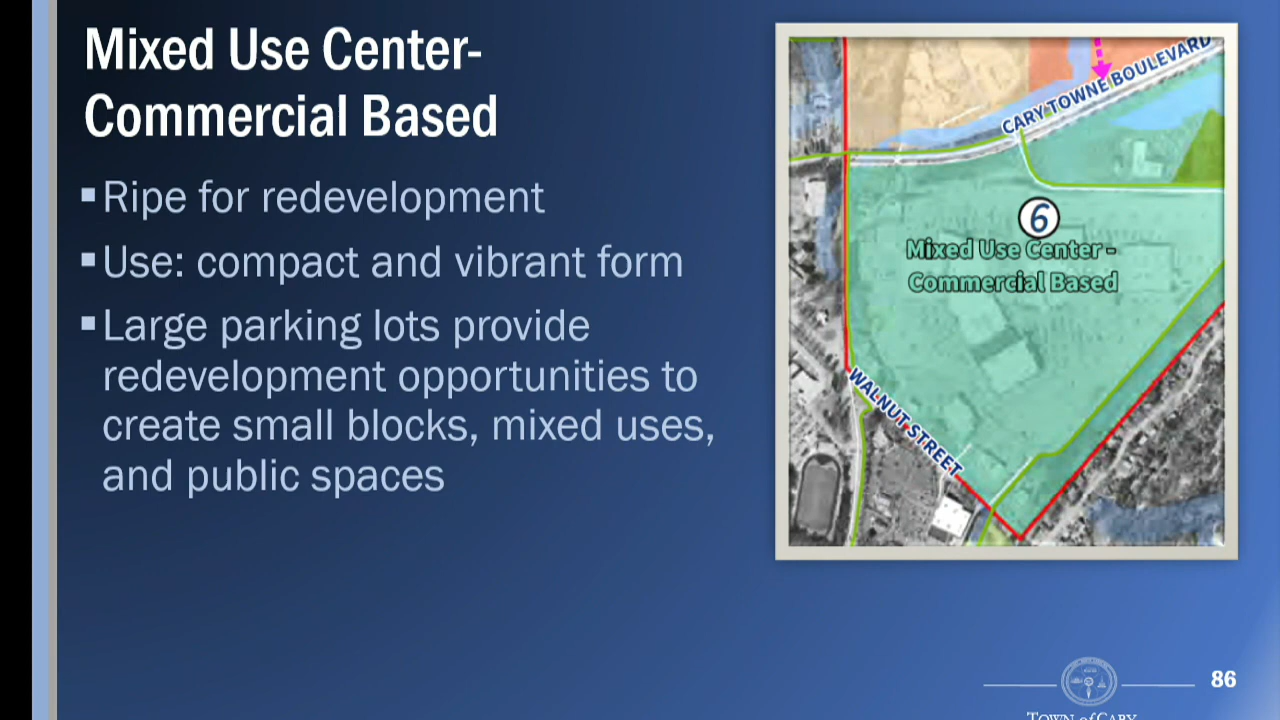 Mixed Use Center-
Commercial Based
▪Ripe for redevelopment
▪Use: compact and vibrant form
▪Large parking lots provide
redevelopment opportunities to
create small blocks, mixed uses,
and public spaces
CARY TOWNE BOULEVARD
6
Mixed Use Center -
Commercial Based
WALNUT STREET
86
TOWN of CARY